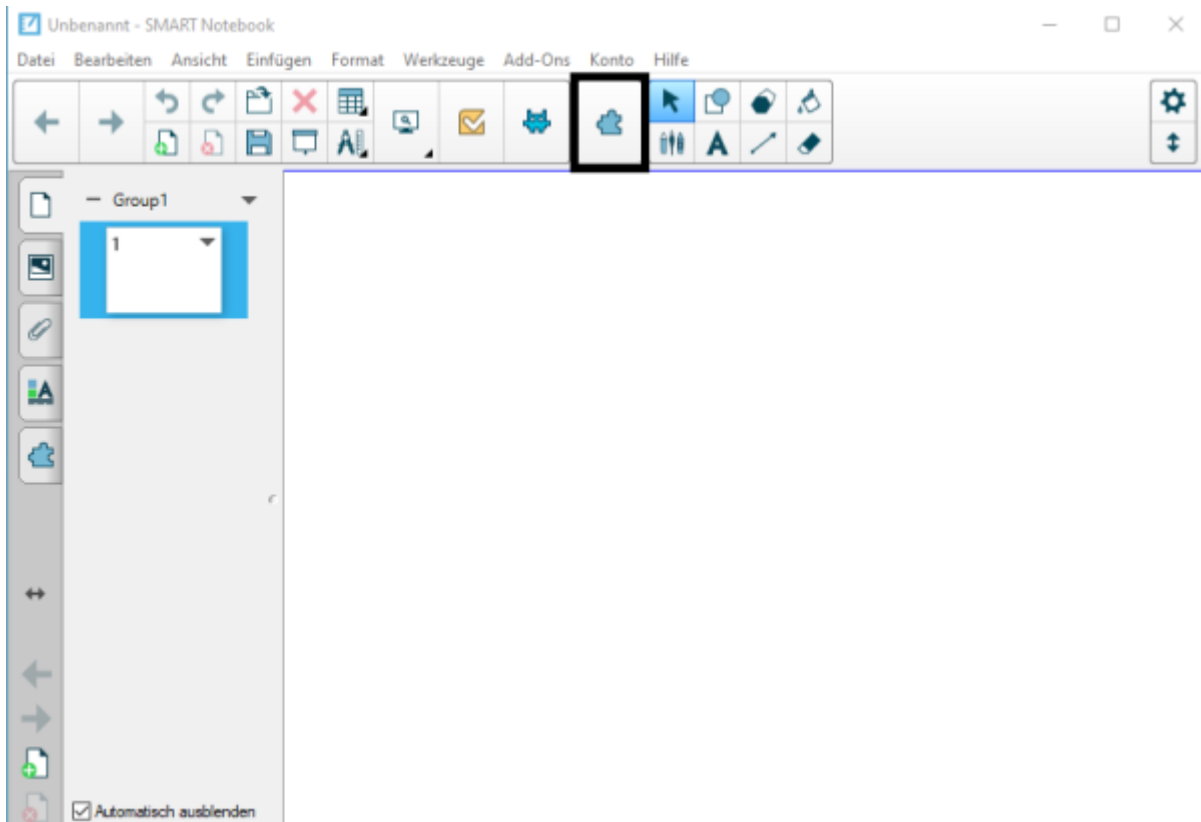 Unbenannt - SMART Notebook
Datei Bearbeiten Ansicht Einfügen Format Werkzeuge Add-Ons Konto Hilfe
Group1
1
Automatisch ausblenden